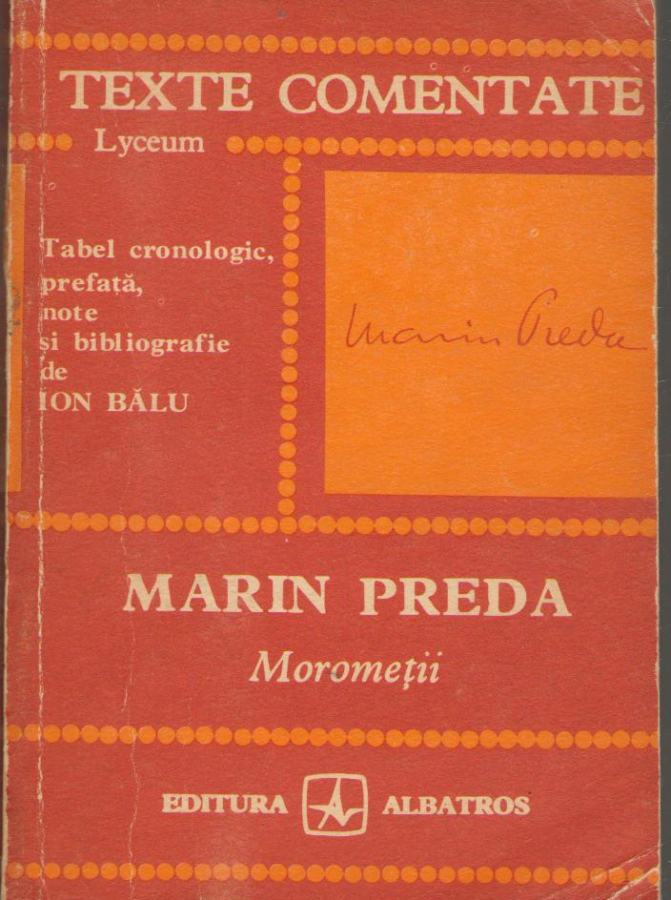 TEXTE COMENTATE
Lyceum
Tabel cronologic,
prefață,
note
și bibliografie
de
ION BĂLU
Marin Preda
MARIN PREDA
Moromeții
EDITURA ALBATROS